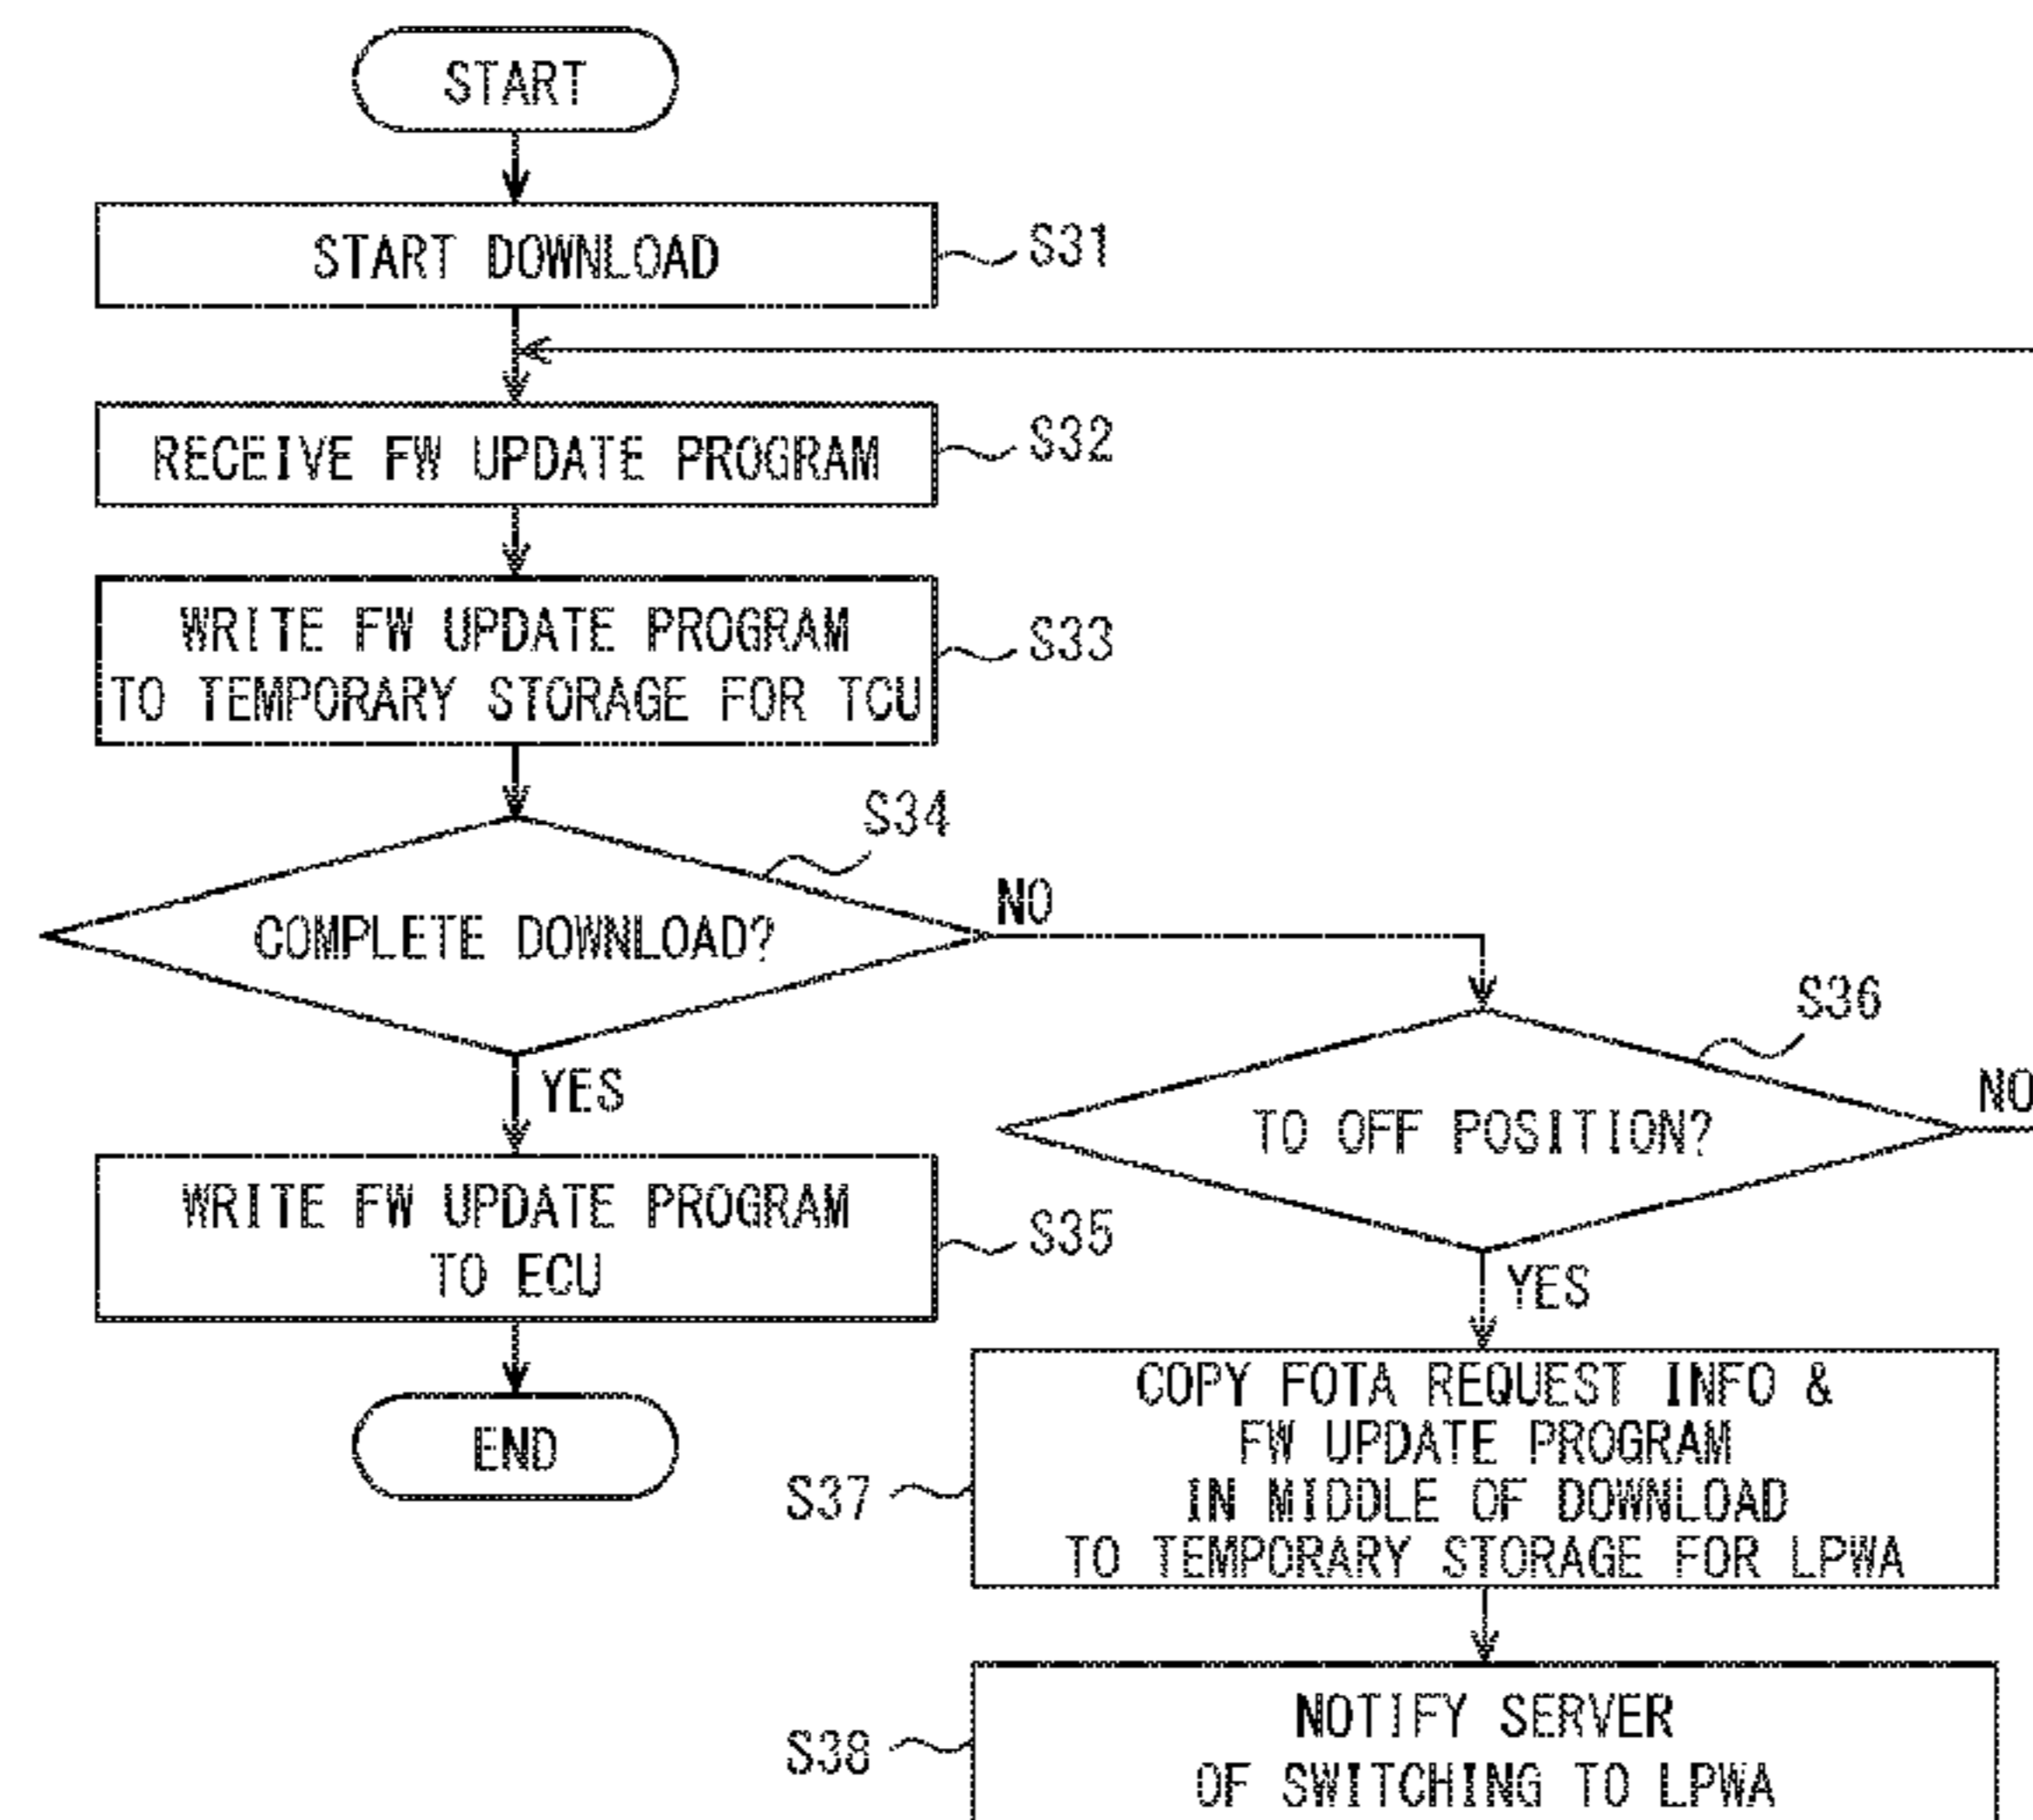 START
START DOWNLOAD
S31
RECEIVE FW UPDATE PROGRAM
S32
WRITE FW UPDATE PROGRAM
TO TEMPORARY STORAGE FOR TCU
S33
S34
COMPLETE DOWNLOAD?
NO
YES
WRITE FW UPDATE PROGRAM
TO ECU
S35
END
S36
TO OFF POSITION?
NO
YES
COPY FOTA REQUEST INFO &
FW UPDATE PROGRAM
IN MIDDLE OF DOWNLOAD
TO TEMPORARY STORAGE FOR LPWA
S37
NOTIFY SERVER
OF SWITCHING TO LPWA
S38